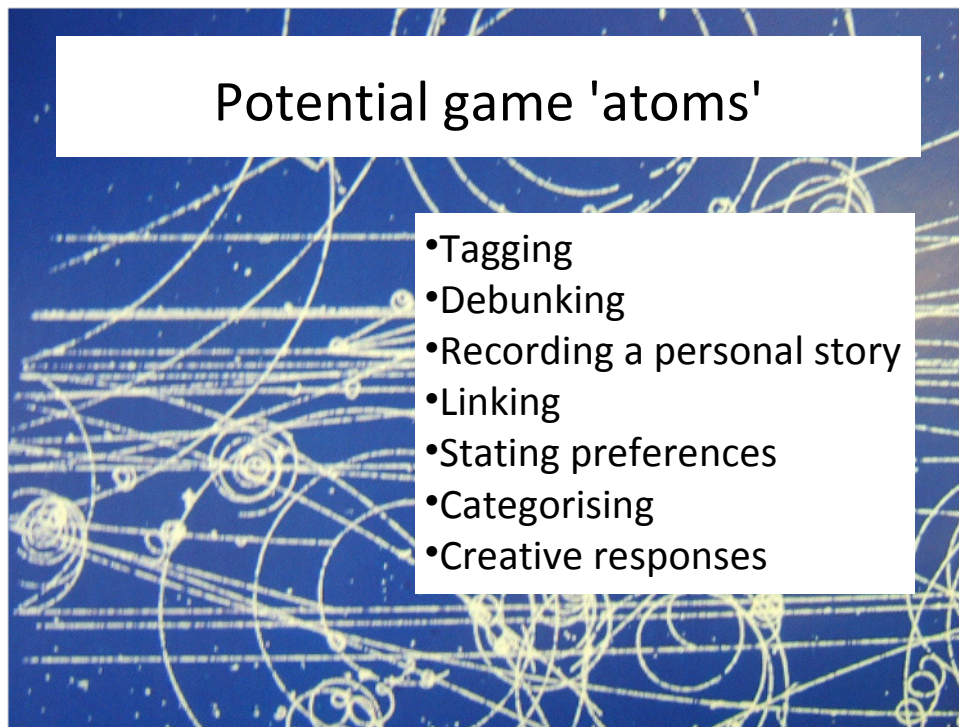 Potential game 'atoms'
•Tagging
•Debunking
•Recording a personal story
•Linking
•Stating preferences
•Categorising
•Creative responses